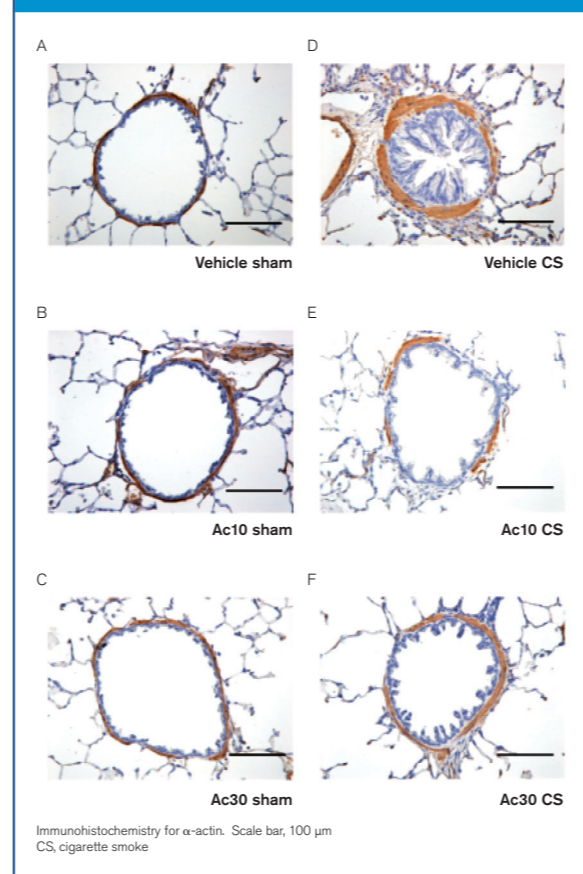 A
D
Vehicle sham
Vehicle CS
B
E
Ac10 sham
Ac10 CS
C
F
Ac30 sham
Ac30 CS
Immunohistochemistry for α-actin. Scale bar, 100 μm
CS, cigarette smoke